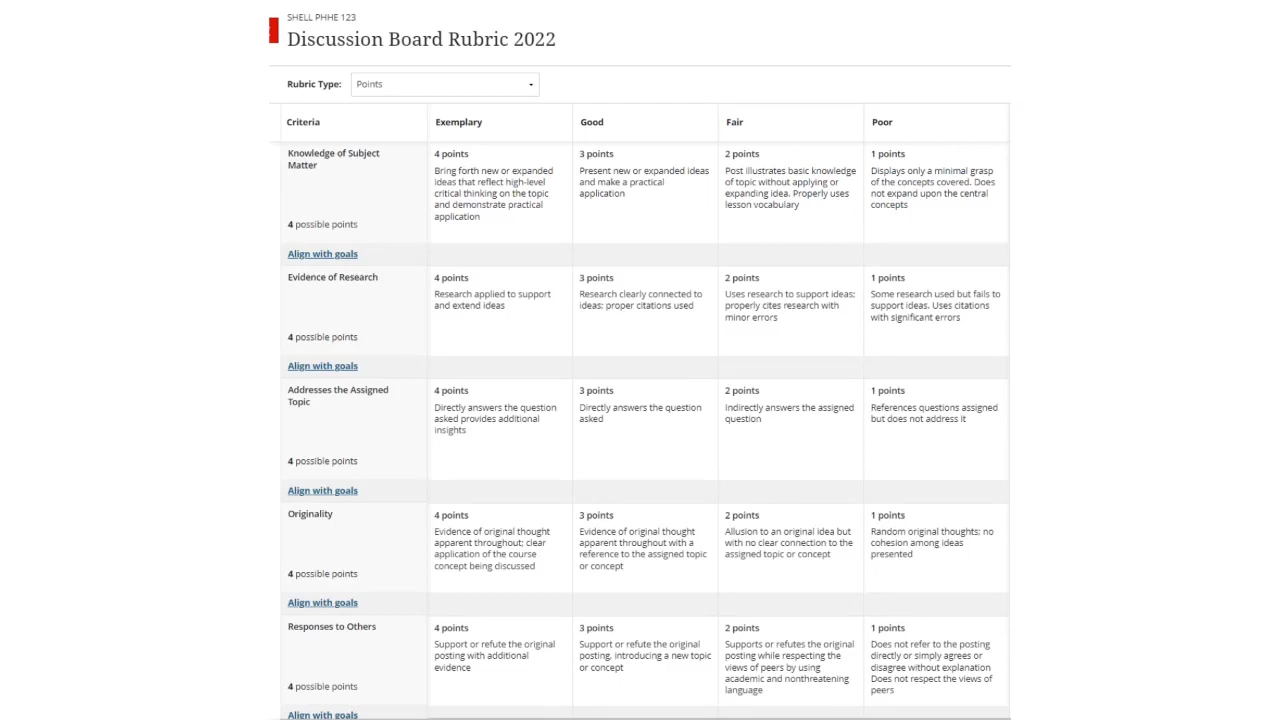 SHELL PHHE 123
Discussion Board Rubric 2022
Rubric Type: Points
Criteria Exemplary Good Fair Poor
Knowledge of Subject
Matter
4 possible points
4 points
Bring forth new or expanded
ideas that reflect high-level
critical thinking on the topic
and demonstrate practical
application
3 points
Present new or expanded ideas
and make a practical
application
2 points
Post illustrates basic knowledge
of topic without applying or
expanding idea. Properly uses
lesson vocabulary
1 points
Displays only a minimal grasp
of the concepts covered. Does
not expand upon the central
concepts
Align with goals
Evidence of Research
4 possible points
4 points
Research applied to support
and extend ideas
3 points
Research clearly connected to
ideas; proper citations used
2 points
Uses research to support ideas;
properly cites research with
minor errors
1 points
Some research used but fails to
support ideas. Uses citations
with significant errors
Align with goals
Addresses the Assigned
Topic
4 possible points
4 points
Directly answers the question
asked provides additional
insights
3 points
Directly answers the question
asked
2 points
Indirectly answers the assigned
question
1 points
References questions assigned
but does not address it
Align with goals
Originality
4 possible points
4 points
Evidence of original thought
apparent throughout; clear
application of the course
concept being discussed
3 points
Evidence of original thought
apparent throughout with a
reference to the assigned topic
or concept
2 points
Allusion to an original idea but
with no clear connection to the
assigned topic or concept
1 points
Random original thoughts: no
cohesion among ideas
presented
Align with goals
Responses to Others
4 possible points
4 points
Support or refute the original
posting with additional
evidence
3 points
Support or refute the original
posting, introducing a new topic
or concept
2 points
Supports or refutes the original
posting while respecting the
views of peers by using
academic and nonthreatening
language
1 points
Does not refer to the posting
directly or simply agrees or
disagree without explanation
Does not respect the views of
peers
Align with goals